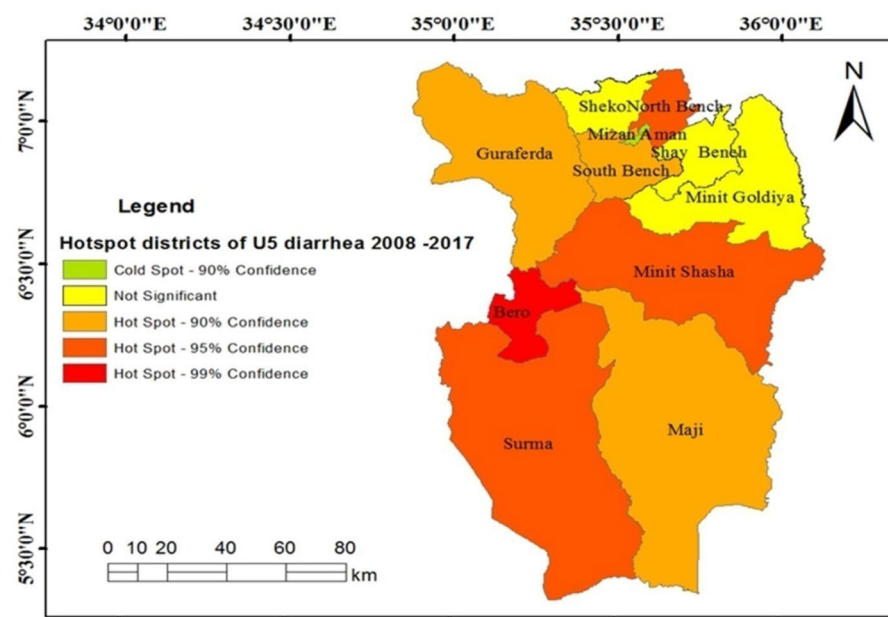 34°0'0"E 34°30'0"E 35°0'0"E 35°30'0"E 36°0'0"E
N
7°0'0"N
6°30'0"N
6°0'0"N
5°30'0"N
Sheko North Bench
Mizan Aman
Guraferda
Shay Bench
South Bench
Minit Goldiya
Minit Shasha
Bero
Surma
Maji
Legend
Hotspot districts of U5 diarrhea 2008 -2017
Cold Spot - 90% Confidence
Not Significant
Hot Spot - 90% Confidence
Hot Spot - 95% Confidence
Hot Spot - 99% Confidence
0 10 20 40 60 80
km